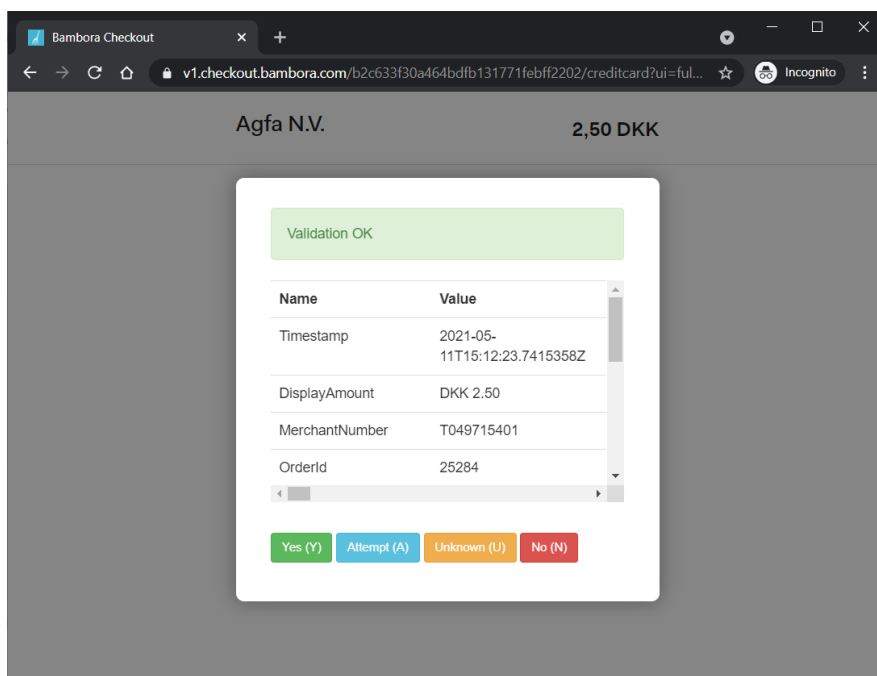 Bambora Checkout
v1.checkout.bambora.com/b2c633f30a464bdfb131771febff2202/creditcard?ui=ful...
Incognito
Agfa N.V.
2,50 DKK
Validation OK
Name Value
Timestamp 2021-05-
11T15:12:23.7415358Z
DisplayAmount DKK 2.50
MerchantNumber T049715401
OrderId 25284
Yes (Y) Attempt (A) Unknown (U) No (N)